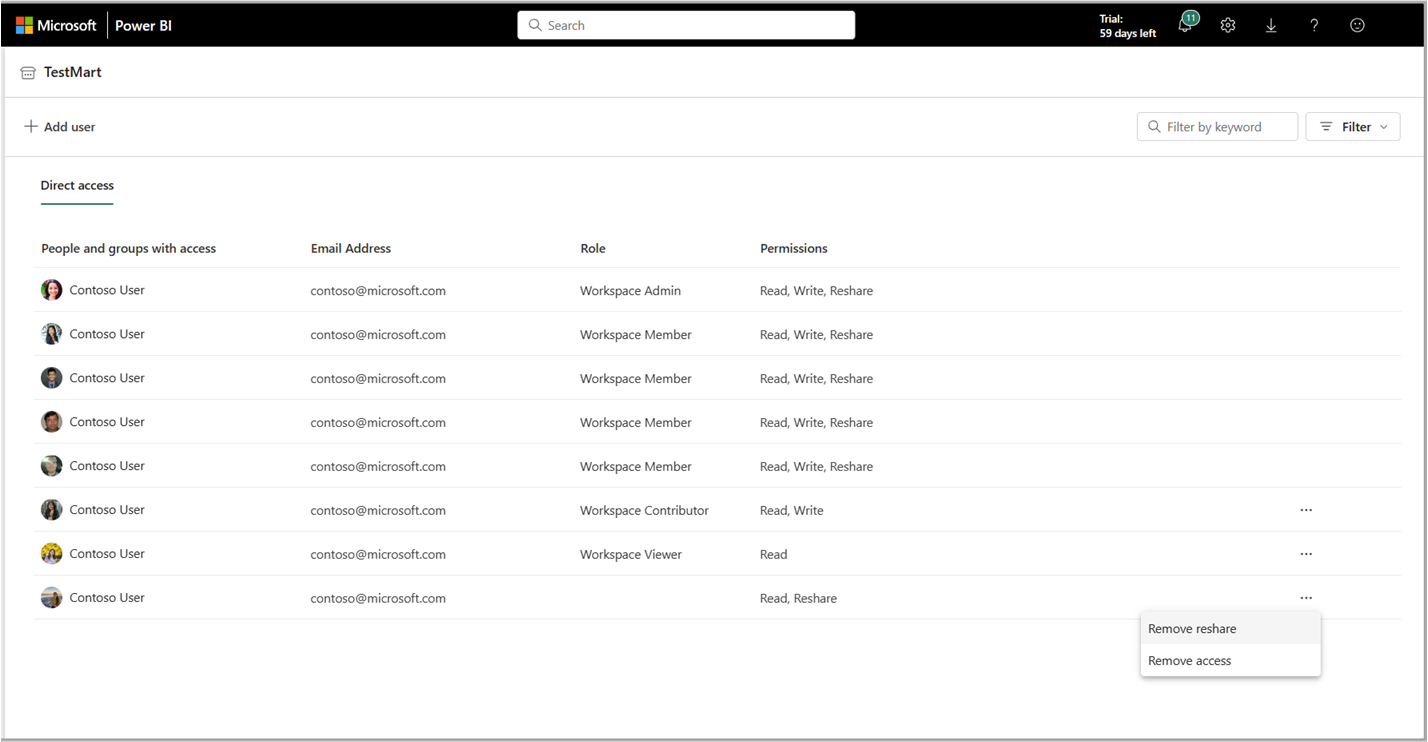 Microsoft Power BI Search Trial: 11
59 days left
TestMart
Add user Filter by keyword Filter
Direct access
People and groups with access Email Address Role Permissions
Contoso User contoso@microsoft.com Workspace Admin Read, Write, Reshare
Contoso User contoso@microsoft.com Workspace Member Read, Write, Reshare
Contoso User contoso@microsoft.com Workspace Member Read, Write, Reshare
Contoso User contoso@microsoft.com Workspace Member Read, Write, Reshare
Contoso User contoso@microsoft.com Workspace Member Read, Write, Reshare
Contoso User contoso@microsoft.com Workspace Contributor Read, Write ...
Contoso User contoso@microsoft.com Workspace Viewer Read ...
Contoso User contoso@microsoft.com Read, Reshare ...
Remove reshare
Remove access